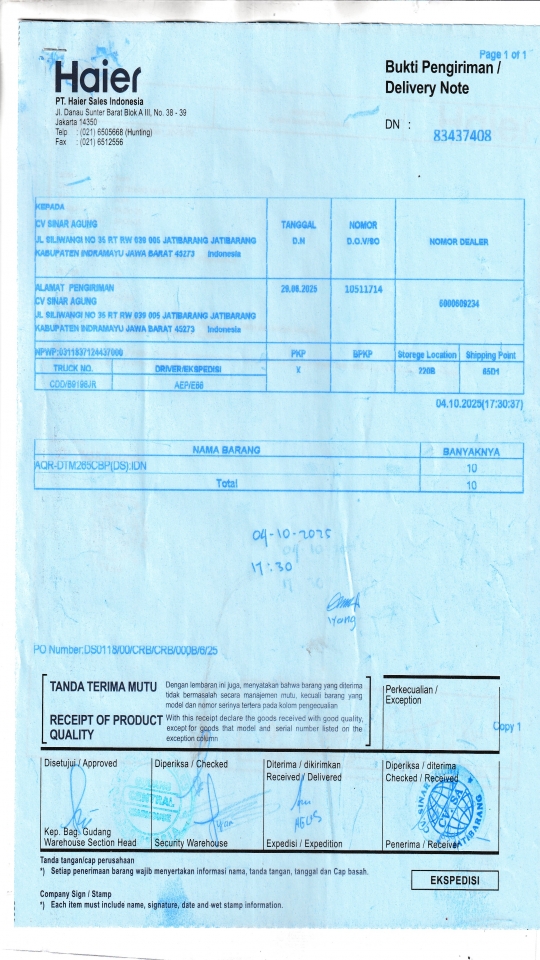 Page 1 of 1
Haier
Bukti Pengiriman /
Delivery Note
PT. Haier Sales Indonesia
Jl. Danau Sunter Barat Blok A III, No. 38 - 39
Jakarta 14350
Telp : (021) 6505668 (Hunting)
Fax : (021) 6512556
DN : 83437408
KEPADA
CV SINAR AGUNG
JL SILIWANGI NO 35 RT RW 039 005 JATIBARANG JATIBARANG
KABUPATEN INDRAMAYU JAWA BARAT 45273 Indonesia
TANGGAL
D.N
NOMOR
D.O.V/SO
NOMOR DEALER
ALAMAT PENGIRIMAN
CV SINAR AGUNG
JL SILIWANGI NO 35 RT RW 039 005 JATIBARANG JATIBARANG
KABUPATEN INDRAMAYU JAWA BARAT 45273 Indonesia
29.08.2025
10511714
6000609234
NPWP:0311837124437000
PKP
BPKP
Storege Location
Shipping Point
TRUCK NO.
DRIVER/EKSPEDISI
X
220B
65D1
CDD/B9196JR
04.10.2025(17:30:37)
NAMA BARANG
BANYAKNYA
AQR-DTM265CBP(DS).IDN
10
Total
10
04-10-2025
17:30
Iyang
PO Number:DS0118/00/CRB/CRB/000B/6/25
TANDA TERIMA MUTU
Dengan lembaran ini juga, menyatakan bahwa barang yang diterima
tidak bermasalah secara manajemen mutu, kecuali barang yang
model dan nomor serinya tertera pada kolom pengecualian.
RECEIPT OF PRODUCT
QUALITY
With this receipt declare the goods received with good quality,
except for goods that model and serial number listed on the
exception column
Perkecualian /
Exception
Copy 1
Disetujui / Approved
Diperiksa / Checked
Diterima / dikirimkan
Received / Delivered
Diperiksa / diterima
Checked / Received
CENTRAL
AGUS
CV. SINAR
CV. SA
JATIBARANG
Kep. Bag. Gudang
Warehouse Section Head
Security Warehouse
Expedisi / Expedition
Penerima / Receiver
Tanda tangan/cap perusahaan
*) Setiap penerimaan barang wajib menyertakan informasi nama, tanda tangan, tanggal dan Cap basah.
EKSPEDISI
Company Sign / Stamp
*) Each item must include name, signature, date and wet stamp information.